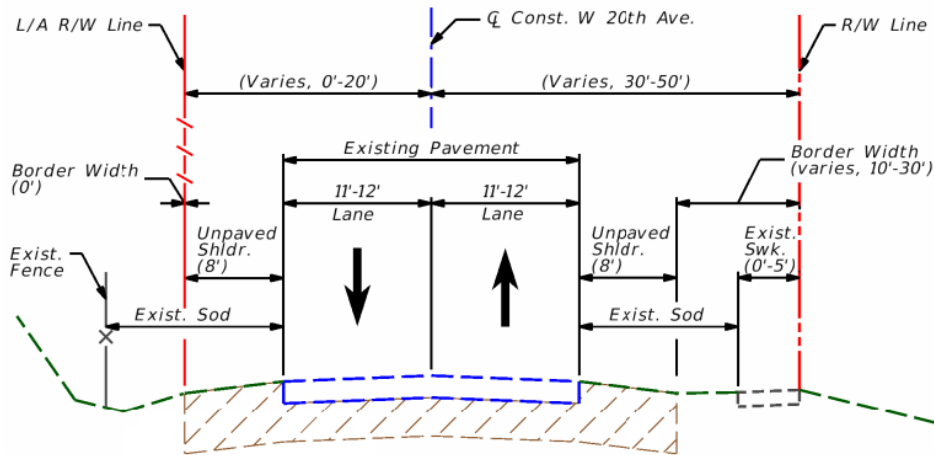 L/A R/W Line
℄ Const. W 20th Ave.
R/W Line
(Varies, 0'-20')
(Varies, 30'-50')
Existing Pavement
Border Width
(0')
Border Width
(varies, 10'-30')
11'-12'
Lane
11'-12'
Lane
Unpaved
Shldr.
(8')
Unpaved
Shldr.
(8')
Exist.
Swk.
(0'-5')
Exist.
Fence
Exist. Sod
Exist. Sod